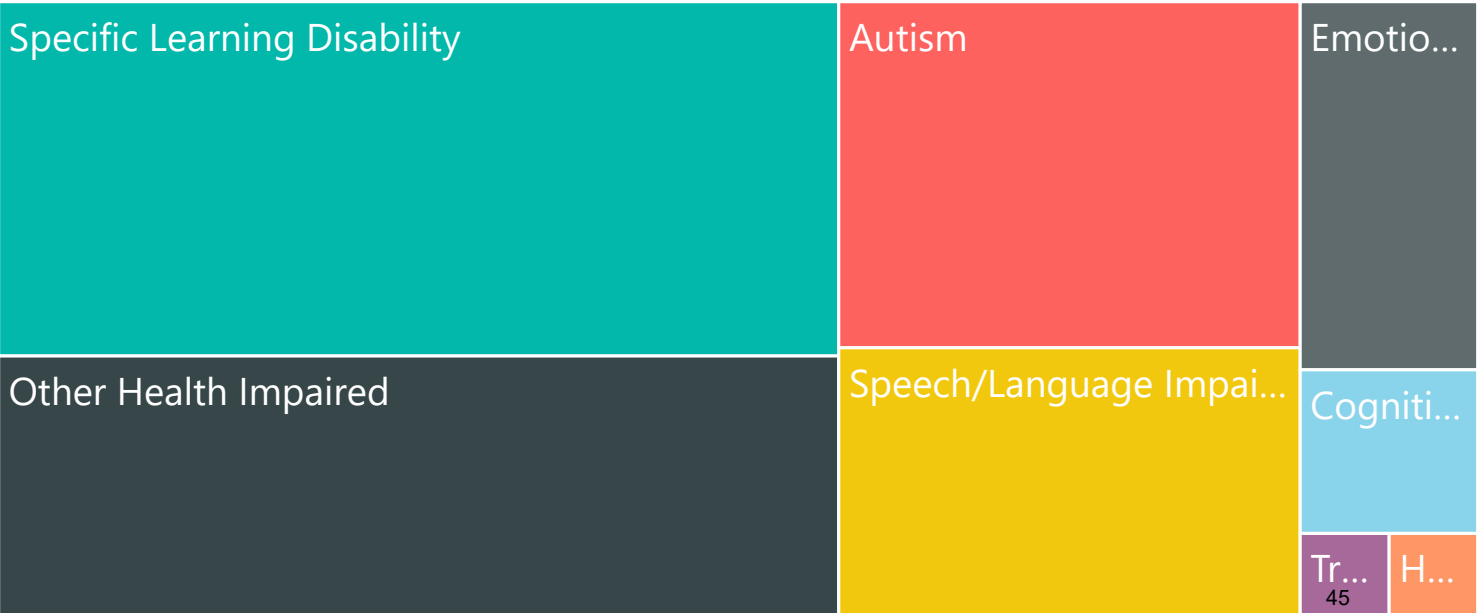 Specific Learning Disability
Autism
Emotio...
Other Health Impaired
Speech/Language Impai...
Cogniti...
Tr...
H...
45